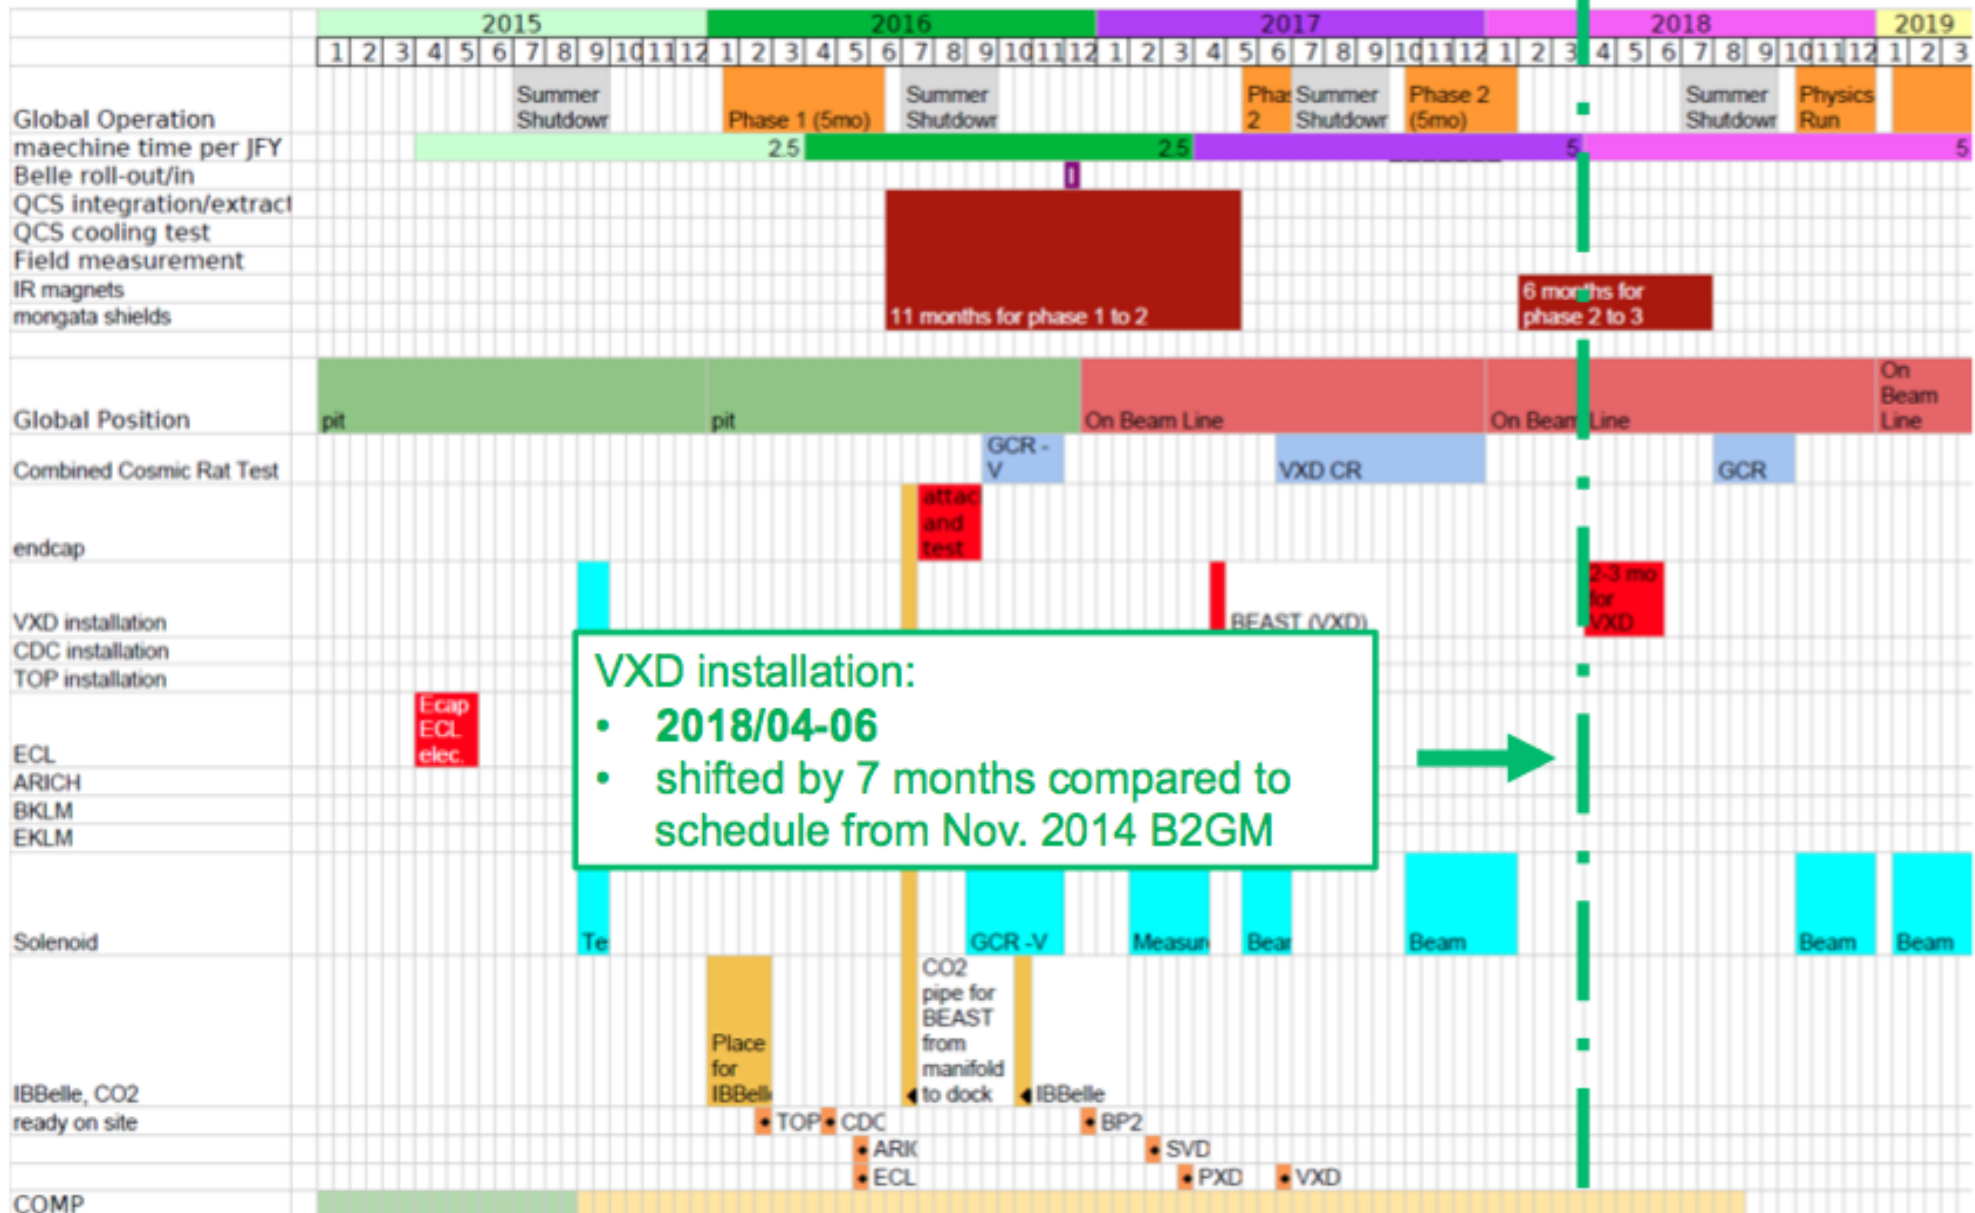 2015 2016 2017 2018 2019
1 2 3 4 5 6 7 8 9 10 11 12 1 2 3 4 5 6 7 8 9 10 11 12 1 2 3 4 5 6 7 8 9 10 11 12 1 2 3 4 5 6 7 8 9 10 11 12 1 2 3
Global Operation
Summer
Shutdowr
Phase 1 (5mo)
Summer
Shutdowr
Phas
2
Summer
Shutdowr
Phase 2
(5mo)
Summer
Shutdowr
Physics
Run
maechine time per JFY 2.5 2.5 5 5
Belle roll-out/in
QCS integration/extract
QCS cooling test
Field measurement
IR magnets
mongata shields
11 months for phase 1 to 2
6 months for
phase 2 to 3
Global Position
pit
pit
On Beam Line
On Beam Line
On
Beam
Line
Combined Cosmic Rat Test
GCR -
V
VXD CR
GCR
endcap
attac
and
test
VXD installation
BEAST (VXD)
2-3 mo
for
VXD
CDC installation
TOP installation
ECL
Ecap
ECL
elec.
ARICH
BKLM
EKLM
VXD installation:
• 2018/04-06
• shifted by 7 months compared to
schedule from Nov. 2014 B2GM
Solenoid
Te
GCR -V
Measur
Bear
Beam
Beam
Beam
IBBelle, CO2
Place
for
IBBell
CO2
pipe for
BEAST
from
manifold
to dock
IBBelle
ready on site
TOP
CDC
BP2
ARIC
SVD
ECL
PXD
VXD
COMP